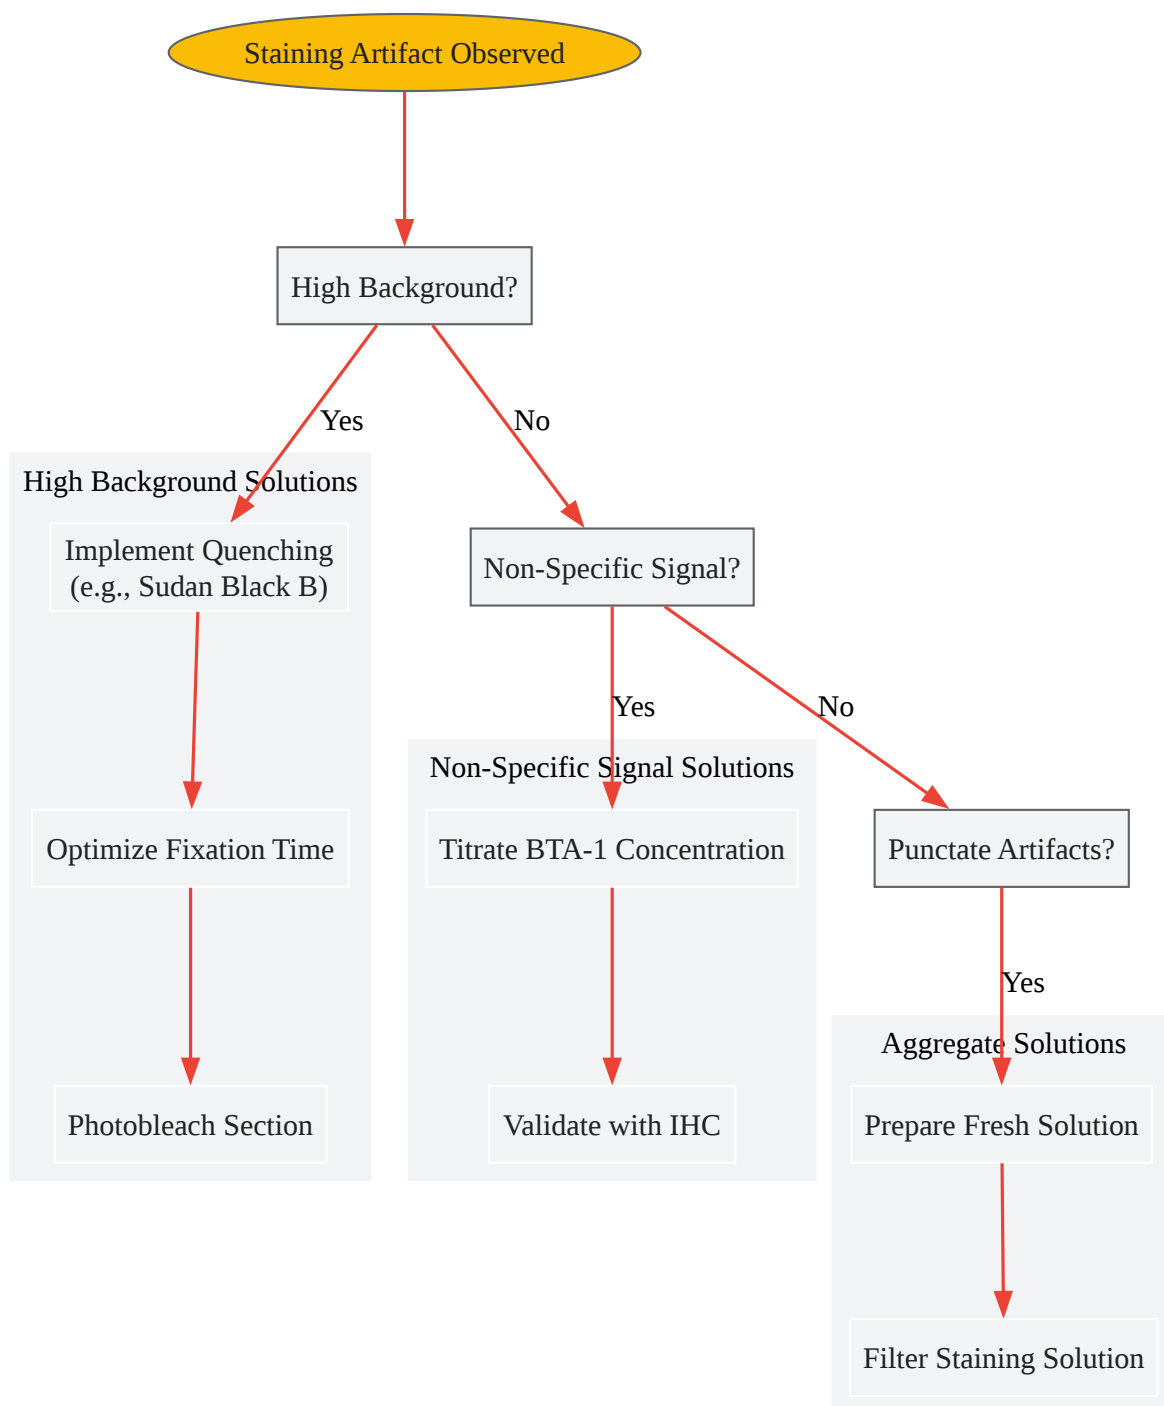 Staining Artifact Observed
High Background?
Yes
No
High Background Solutions
Implement Quenching
(e.g., Sudan Black B)
Non-Specific Signal?
Yes
No
Non-Specific Signal Solutions
Optimize Fixation Time
Titrate BTA-1 Concentration
Punctate Artifacts?
Yes
Aggregate Solutions
Photobleach Section
Validate with IHC
Prepare Fresh Solution
Filter Staining Solution